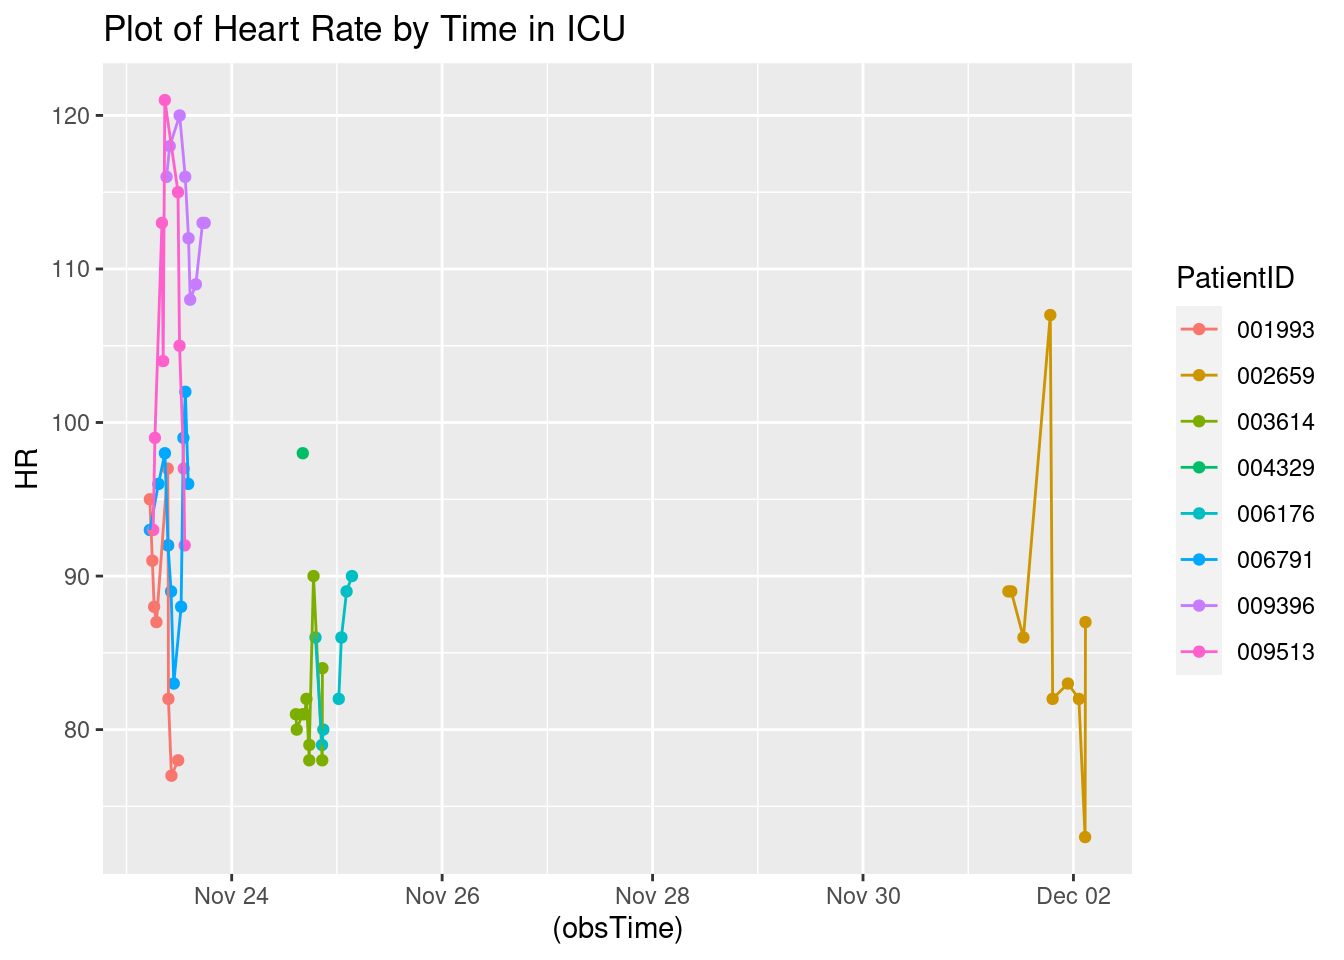 Plot of Heart Rate by Time in ICU
120
110
100
90
80
HR
Nov 24 Nov 26 Nov 28 Nov 30 Dec 02
(obsTime)
PatientID
001993
002659
003614
004329
006176
006791
009396
009513